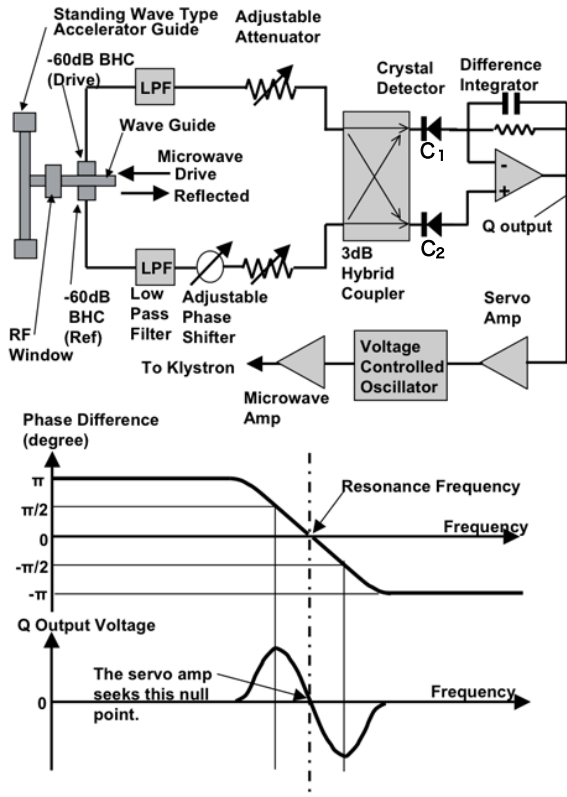 Standing Wave Type
Accelerator Guide
-60dB BHC
(Drive)
Adjustable
Attenuator
LPF
Crystal
Detector
Difference
Integrator
Wave Guide
C1
Microwave
Drive
Reflected
-
+
Q output
C2
3dB
Hybrid
Coupler
LPF
-60dB
BHC
(Ref)
Low
Pass
Filter
Adjustable
Phase
Shifter
RF
Window
Servo
Amp
To Klystron
Voltage
Controlled
Oscillator
Microwave
Amp
Phase Difference
(degree)
π
π/2
0
-π/2
-π
Resonance Frequency
Frequency
Q Output Voltage
The servo amp
seeks this null
point.
0
Frequency